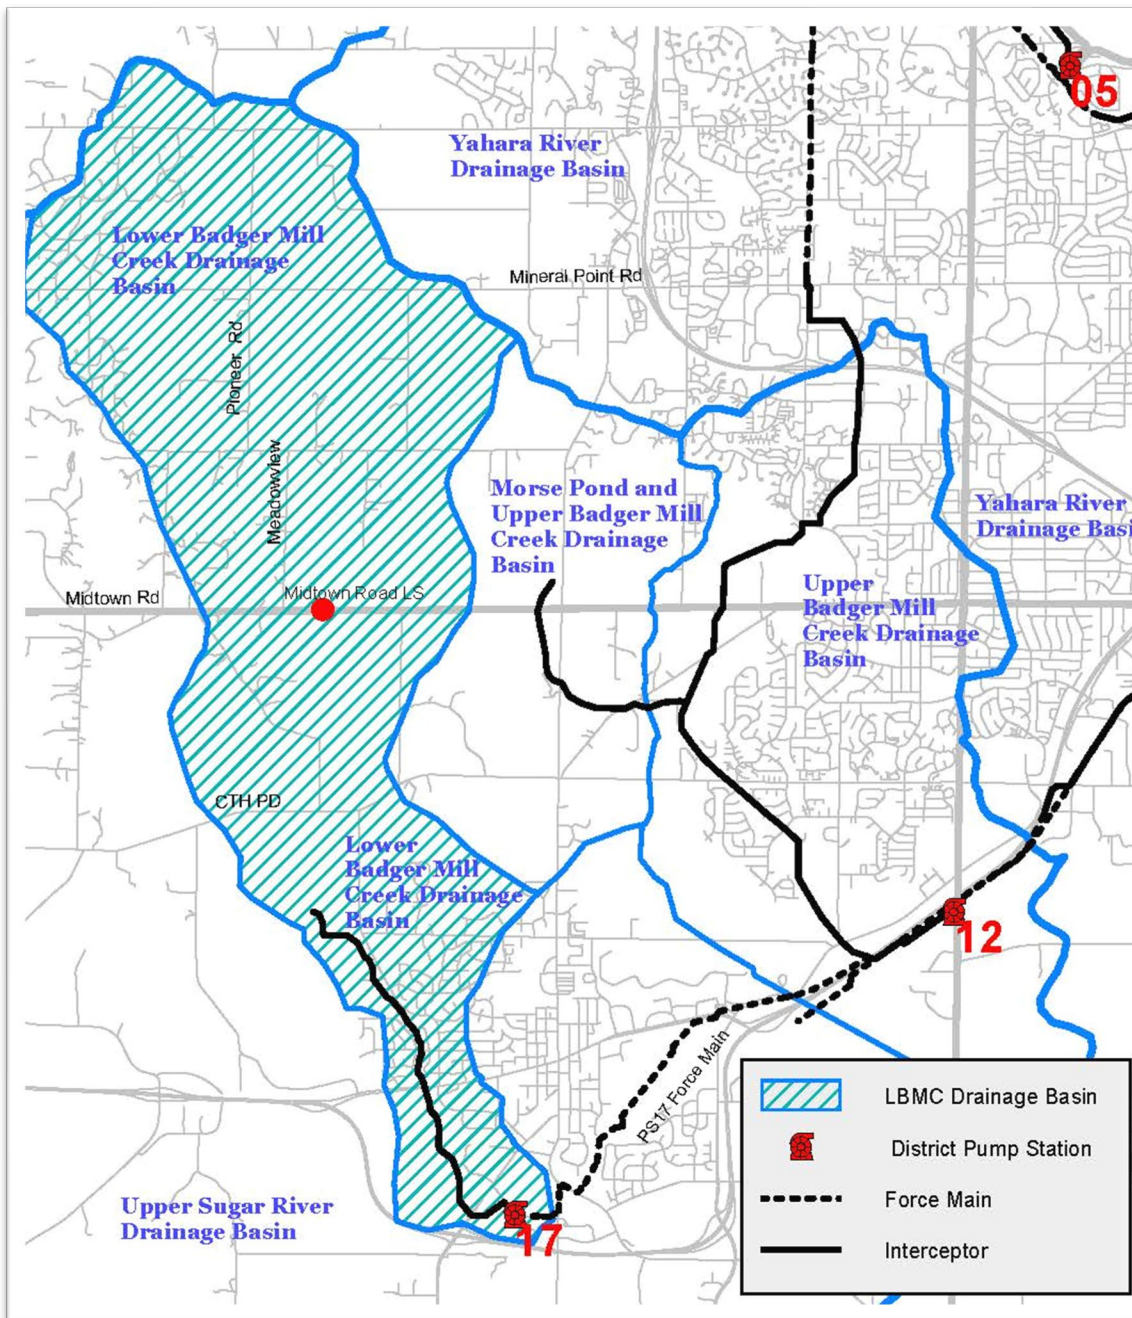 05
Yahara River
Drainage Basin
Lower Badger Mill
Creek Drainage
Basin
Mineral Point Rd
Pioneer Rd
Meadowview
Morse Pond and
Upper Badger Mill
Creek Drainage
Basin
Yahara River
Drainage Basi
Midtown Rd
Midtown Road LS
Upper
Badger Mill
Creek Drainage
Basin
CTH PD
Lower
Badger Mill
Creek Drainage
Basin
12
PS17 Force Main
Upper Sugar River
Drainage Basin
17
LBMC Drainage Basin
District Pump Station
Force Main
Interceptor